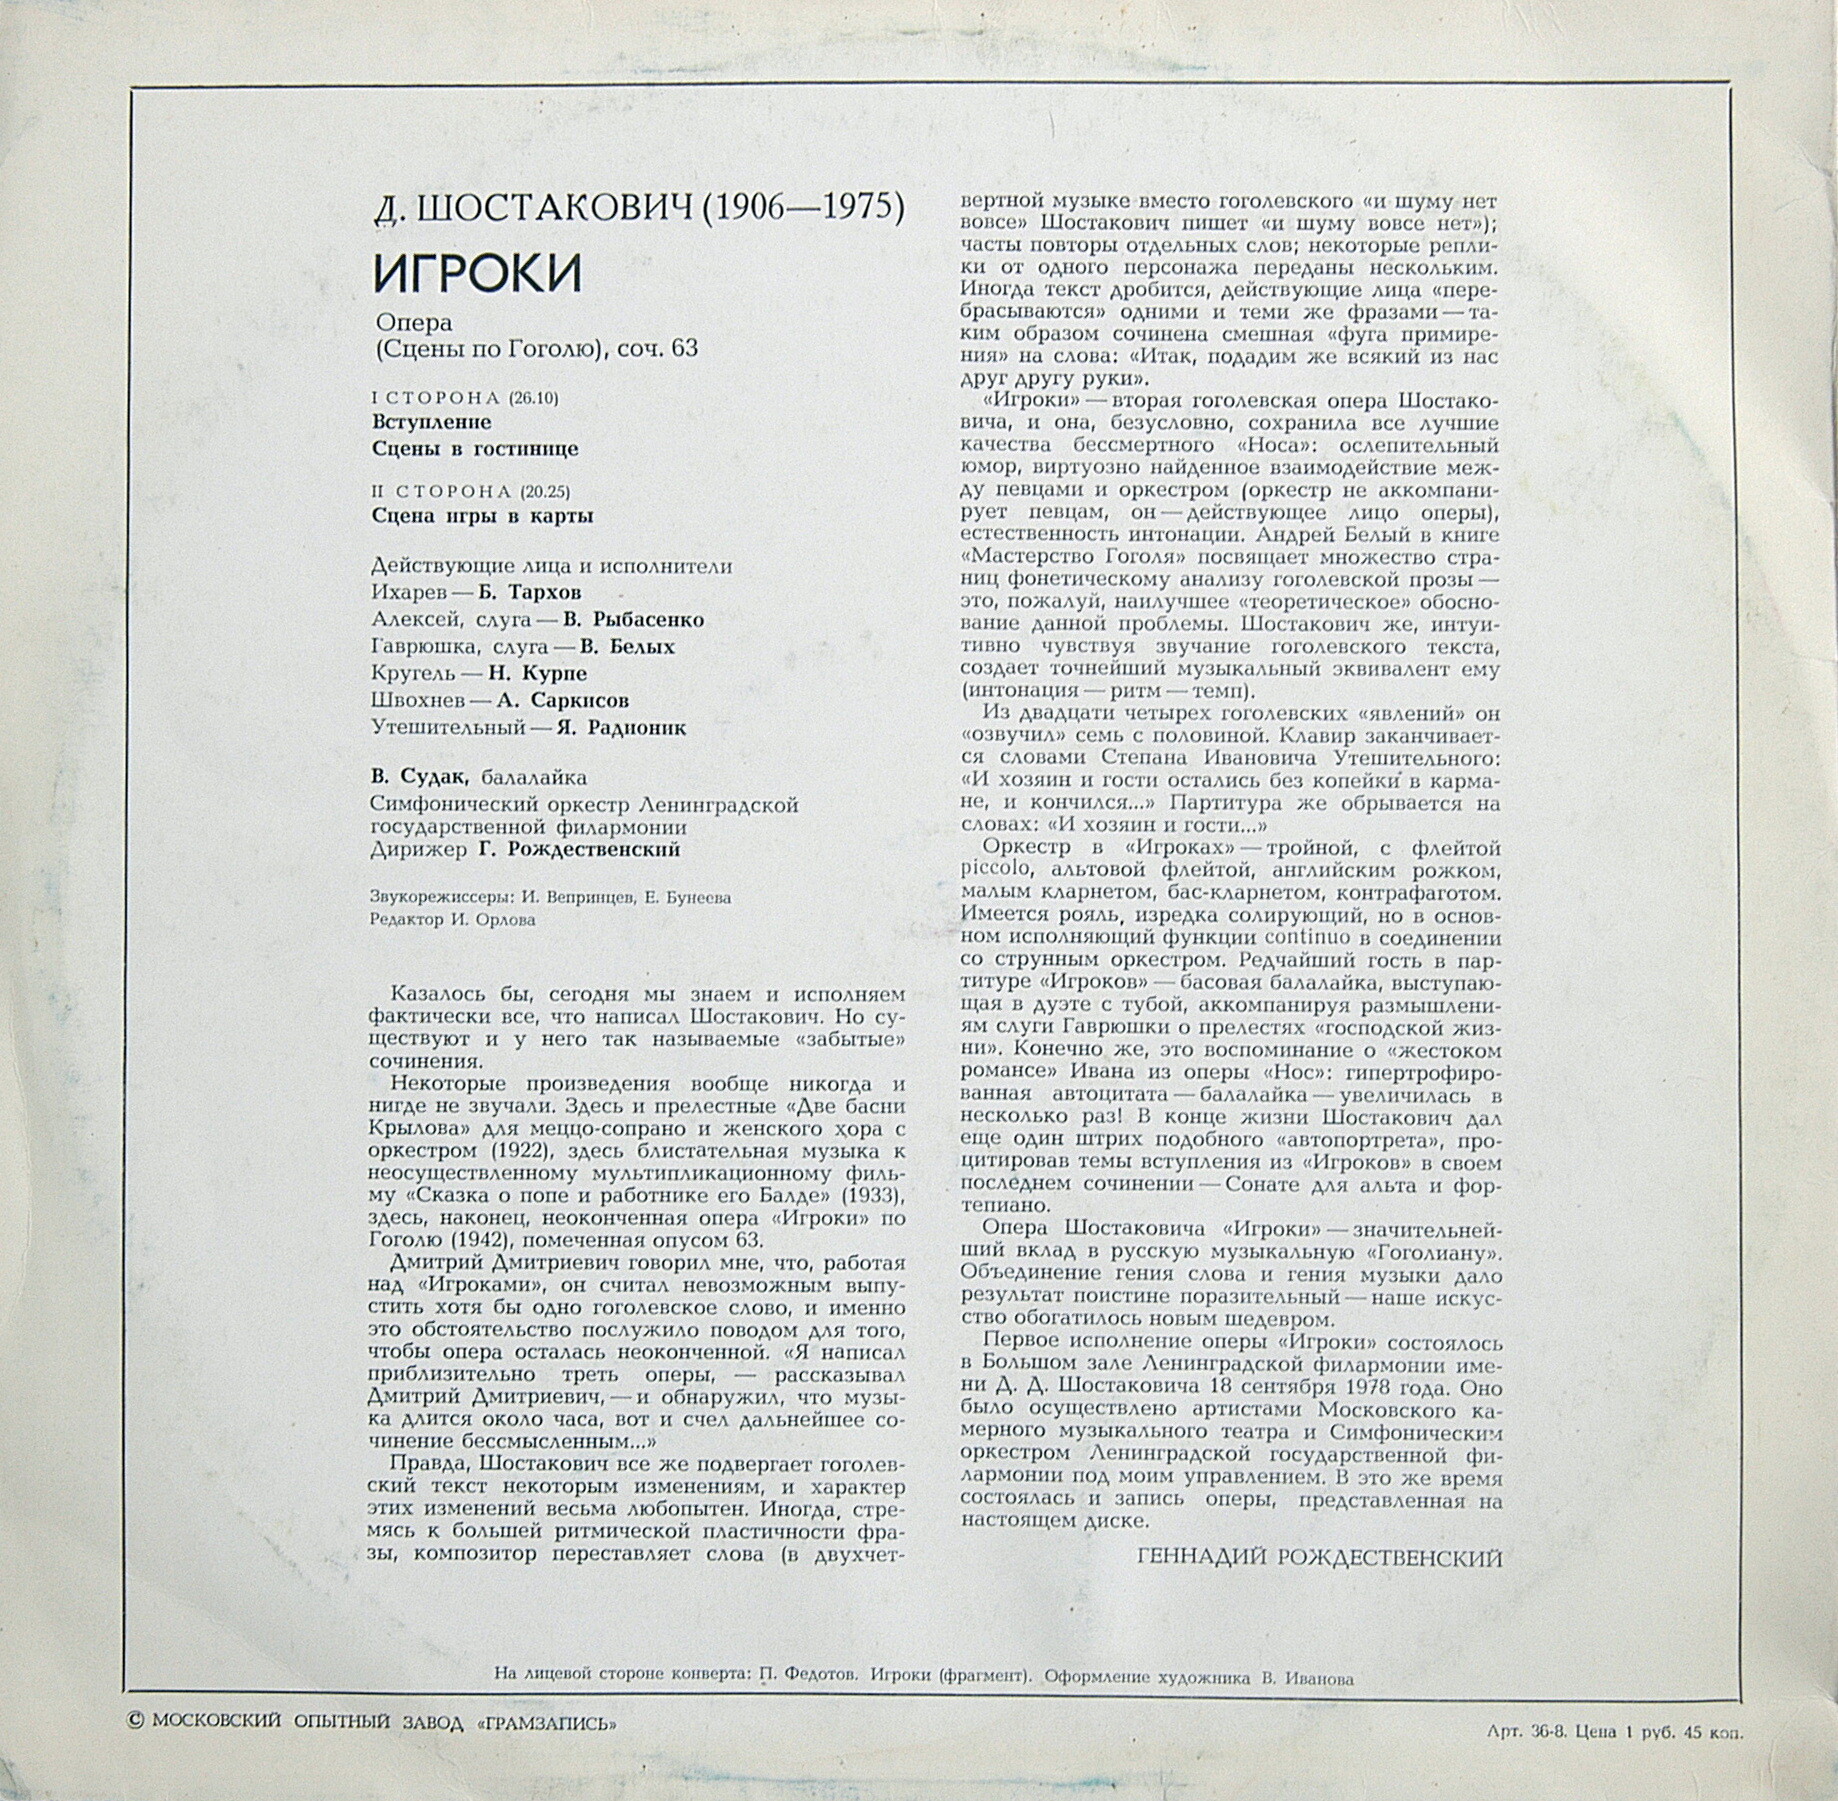 Д. ШОСТАКОВИЧ (1906—1975)
ИГРОКИ
Опера
(Сцены по Гоголю), соч. 63
I СТОРОНА (26.10)
Вступление
Сцены в гостинице
II СТОРОНА (20.25)
Сцена игры в карты
Действующие лица и исполнители
Ихарев — Б. Тархов
Алексей, слуга — В. Рыбасенко
Гаврюшка, слуга — В. Белых
Кругель — Н. Курпе
Швохнев — А. Саркисов
Утешительный — Я. Радионик
В. Судак, балалайка
Симфонический оркестр Ленинградской
государственной филармонии
Дирижер Г. Рождественский
Звукорежиссеры: И. Вепринцев, Е. Бунеева
Редактор И. Орлова
Казалось бы, сегодня мы знаем и исполняем
фактически все, что написал Шостакович. Но су-
ществуют и у него так называемые «забытые»
сочинения.
Некоторые произведения вообще никогда и
нигде не звучали. Здесь и прелестные «Две басни
Крылова» для меццо-сопрано и женского хора с
оркестром (1922), здесь блистательная музыка к
неосуществленному мультипликационному филь-
му «Сказка о попе и работнике его Балде» (1933),
здесь, наконец, неоконченная опера «Игроки» по
Гоголю (1942), помеченная опусом 63.
Дмитрий Дмитриевич говорил мне, что, работая
над «Игроками», он считал невозможным выпу-
стить хотя бы одно гоголевское слово, и именно
это обстоятельство послужило поводом для того,
чтобы опера осталась неоконченной. «Я написал
приблизительно треть оперы, — рассказывал
Дмитрий Дмитриевич, — и обнаружил, что музы-
ка длится около часа, вот и счел дальнейшее со-
чинение бессмысленным...»
Правда, Шостакович все же подвергает гоголев-
ский текст некоторым изменениям, и характер
этих изменений весьма любопытен. Иногда, стре-
мясь к большей ритмической пластичности фра-
зы, композитор переставляет слова (в двухчет-
вертной музыке вместо гоголевского «и шуму нет
вовсе» Шостакович пишет «и шуму вовсе нет»);
часты повторы отдельных слов; некоторые репли-
ки от одного персонажа переданы нескольким.
Иногда текст дробится, действующие лица «пере-
брасываются» одними и теми же фразами — та-
ким образом сочинена смешная «фуга примире-
ния» на слова: «Итак, подадим же всякий из нас
друг другу руки».
«Игроки» — вторая гоголевская опера Шостако-
вича, и она, безусловно, сохранила все лучшие
качества бессмертного «Носа»: ослепительный
юмор, виртуозно найденное взаимодействие меж-
ду певцами и оркестром (оркестр не аккомпани-
рует певцам, он — действующее лицо оперы),
естественность интонации. Андрей Белый в книге
«Мастерство Гоголя» посвящает множество стра-
ниц фонетическому анализу гоголевской прозы —
это, пожалуй, наилучшее «теоретическое» обосно-
вание данной проблемы. Шостакович же, интуи-
тивно чувствуя звучание гоголевского текста,
создает точнейший музыкальный эквивалент ему
(интонация — ритм — темп).
Из двадцати четырех гоголевских «явлений» он
«озвучил» семь с половиной. Клавир заканчивает-
ся словами Степана Ивановича Утешительного:
«И хозяин и гости остались без копейки в карма-
не, и кончился...» Партитура же обрывается на
словах: «И хозяин и гости...»
Оркестр в «Игроках» — тройной, с флейтой
piccolo, альтовой флейтой, английским рожком,
малым кларнетом, бас-кларнетом, контрафаготом.
Имеется рояль, изредка солирующий, но в основ-
ном исполняющий функции continuo в соединении
со струнным оркестром. Редчайший гость в пар-
титуре «Игроков» — басовая балалайка, выступаю-
щая в дуэте с тубой, аккомпанируя размышлени-
ям слуги Гаврюшки о прелестях «господской жиз-
ни». Конечно же, это воспоминание о «жестоком
романсе» Ивана из оперы «Нос»: гипертрофиро-
ванная автоцитата — балалайка — увеличилась в
несколько раз! В конце жизни Шостакович дал
еще один штрих подобного «автопортрета», про-
цитировав темы вступления из «Игроков» в своем
последнем сочинении — Сонате для альта и фор-
тепиано.
Опера Шостаковича «Игроки» — значительней-
ший вклад в русскую музыкальную «Гоголиану».
Объединение гения слова и гения музыки дало
результат поистине поразительный — наше искус-
ство обогатилось новым шедевром.
Первое исполнение оперы «Игроки» состоялось
в Большом зале Ленинградской филармонии име-
ни Д. Д. Шостаковича 18 сентября 1978 года. Оно
было осуществлено артистами Московского ка-
мерного музыкального театра и Симфоническим
оркестром Ленинградской государственной фи-
лармонии под моим управлением. В это же время
состоялась и запись оперы, представленная на
настоящем диске.
ГЕННАДИЙ РОЖДЕСТВЕНСКИЙ
На лицевой стороне конверта: П. Федотов. Игроки (фрагмент). Оформление художника В. Иванова
© МОСКОВСКИЙ ОПЫТНЫЙ ЗАВОД «ГРАМЗАПИСЬ»
Арт. 36-8. Цена 1 руб. 45 коп.